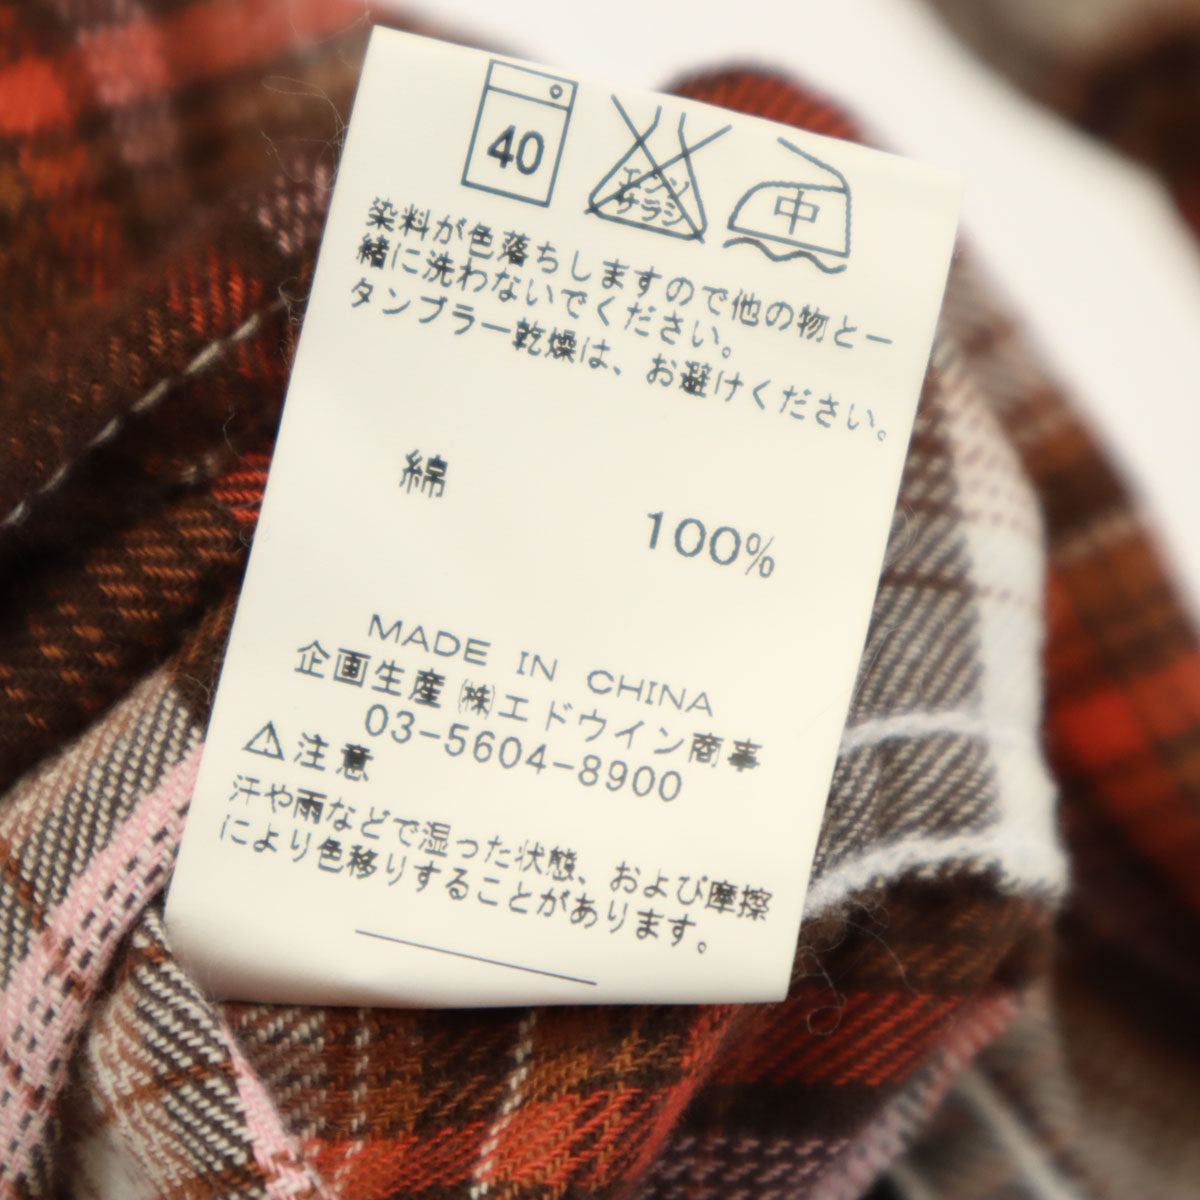 40
エンソ
サラシ
中
染料が色落ちしますので他の物と一
緒に洗わないでください。
タンブラー乾燥は、お避けください。
綿 100%
MADE IN CHINA
企画生産㈱エドウイン商事
03-5604-8900
⚠注意
汗や雨などで湿った状態、および摩擦
により色移りすることがあります。